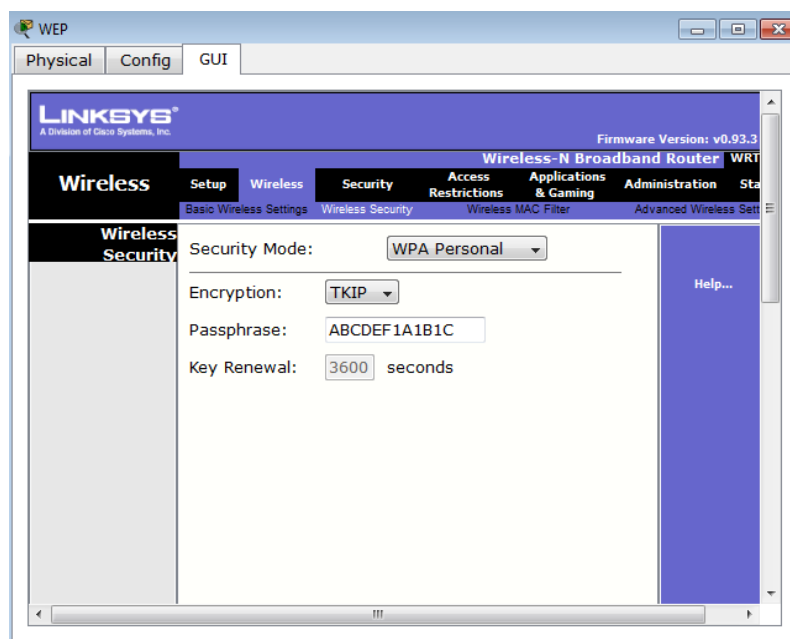 WEP
Physical Config GUI
LINKSYS®
A Division of Cisco Systems, Inc.
Firmware Version: v0.93.3
Wireless-N Broadband Router WRT
Wireless
Setup Wireless Security Access Restrictions Applications & Gaming Administration Sta
Basic Wireless Settings Wireless Security Wireless MAC Filter Advanced Wireless Sett
Wireless
Security
Security Mode: WPA Personal
Help...
Encryption: TKIP
Passphrase: ABCDEF1A1B1C
Key Renewal: 3600 seconds